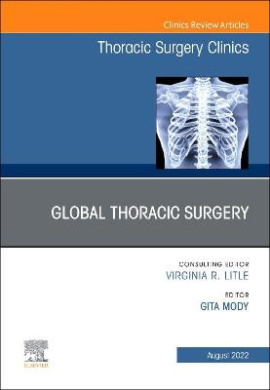 Clinics Review Articles
Thoracic Surgery Clinics
GLOBAL THORACIC SURGERY
CONSULTING EDITOR
VIRGINIA R. LITLE
EDITOR
GITA MODY
ELSEVIER
August 2022